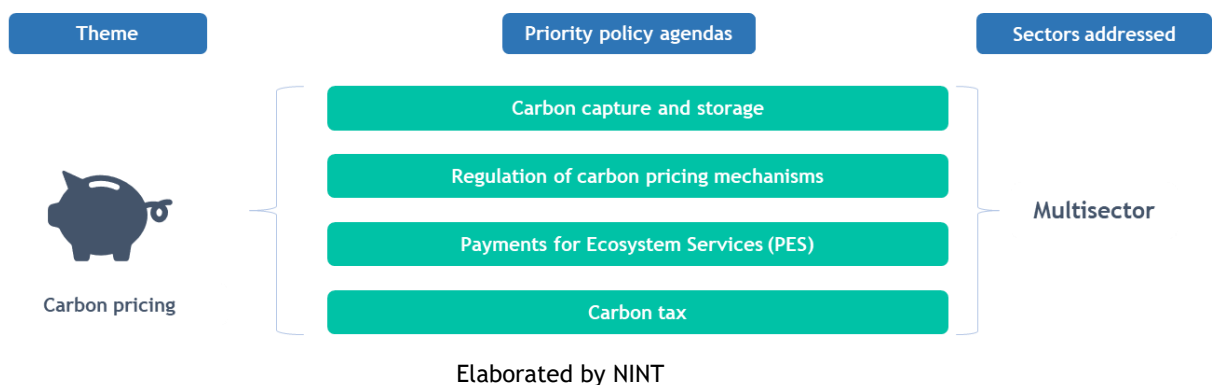 Theme
Priority policy agendas
Sectors addressed
Carbon capture and storage
Regulation of carbon pricing mechanisms
Payments for Ecosystem Services (PES)
Carbon tax
Carbon pricing
Multisector
Elaborated by NINT